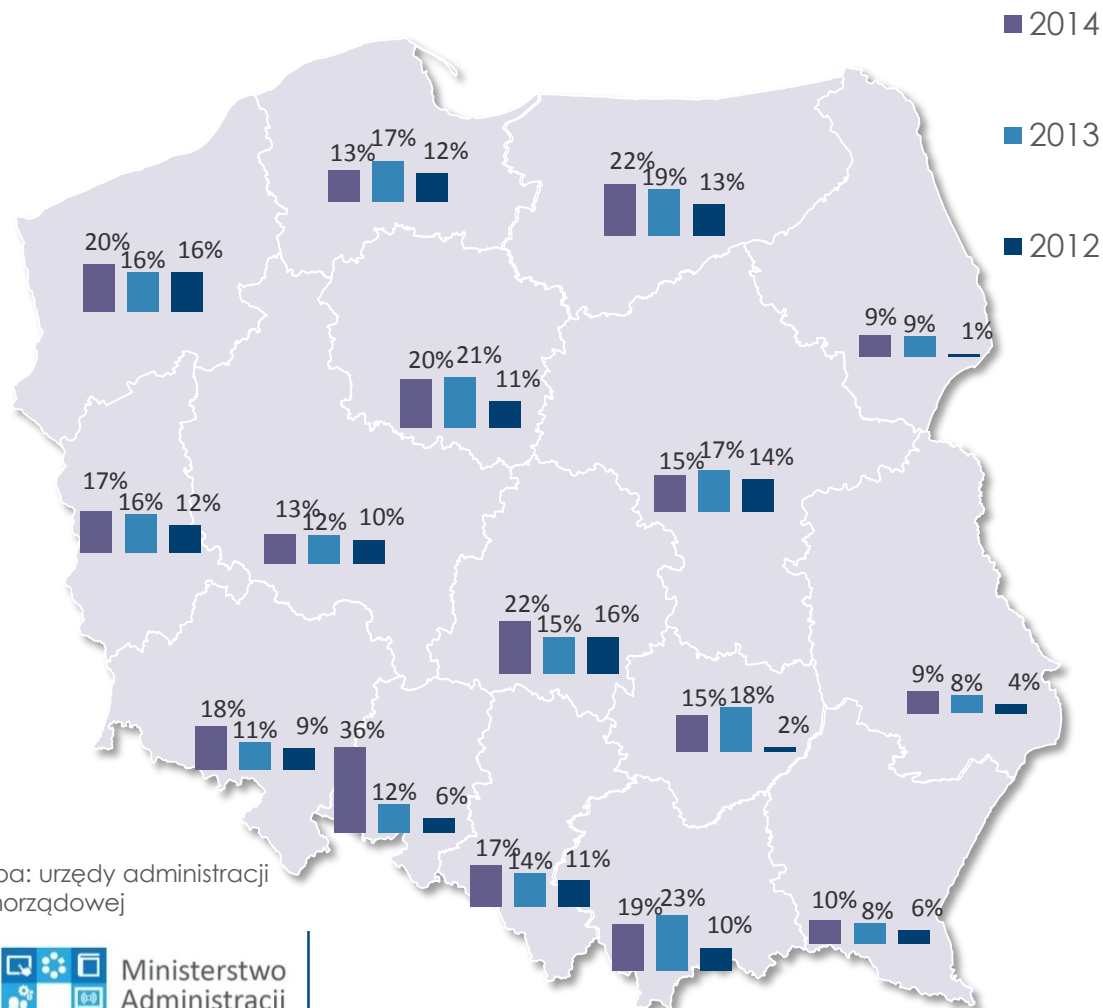 2014
2013
2012
13% 17% 12%
22% 19% 13%
20% 16% 16%
9% 9% 1%
20% 21% 11%
15% 17% 14%
17% 16% 12%
13% 12% 10%
22% 15% 16%
9% 8% 4%
15% 18% 2%
18% 11% 9%
36% 12% 6%
17% 14% 11%
19% 23% 10%
10% 8% 6%
urzędy administracji
Ministerstwo
Administracji